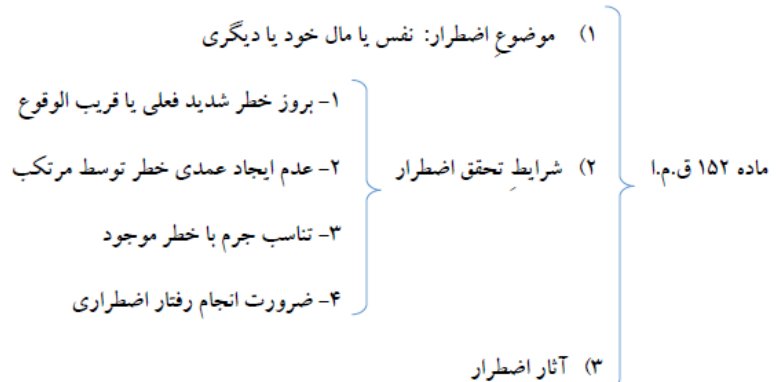 ماده ۱۵۲ ق.م.ا
۱) موضوعِ اضطرار: نفس یا مال خود یا دیگری
۲) شرایطِ تحقق اضطرار
۱- بروز خطر شدید فعلی یا قریب الوقوع
۲- عدم ایجاد عمدی خطر توسط مرتکب
۳- تناسب جرم با خطر موجود
۴- ضرورت انجام رفتار اضطراری
۳) آثار اضطرار